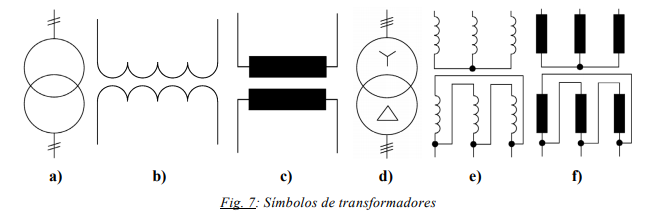 a) b) c) d) e) f)
Fig. 7: Símbolos de transformadores